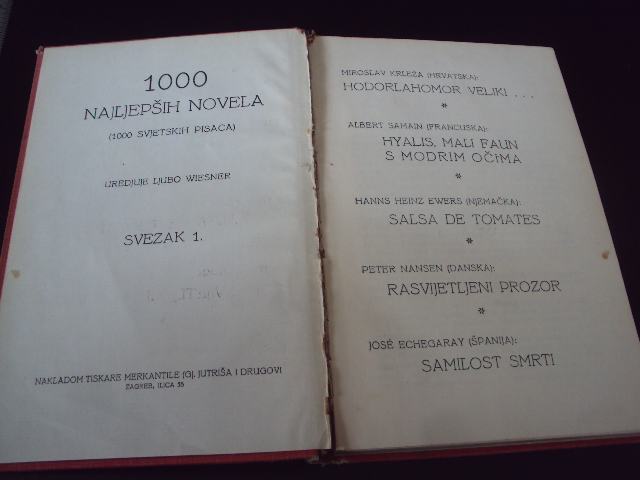 1000
NAJLJEPŠIH NOVELA
(1000 SVJETSKIH PISACA)
UREDJUJE LJUBO WIESNER
SVEZAK 1.
NAKLADOM TISKARE MERKANTILE (GJ. JUTRIŠA I DRUGOVI)
ZAGREB, ILICA 35
MIROSLAV KRLEŽA (HRVATSKA):
HODORLAHOMOR VELIKI . . .
*
ALBERT SAMAIN (FRANCUSKA):
HYALIS, MALI FAUN
S MODRIM OČIMA
*
HANNS HEINZ EWERS (NJEMAČKA):
SALSA DE TOMATES
*
PETER NANSEN (DANSKA):
RASVIJETLJENI PROZOR
*
JOSÉ ECHEGARAY (ŠPANIJA):
SAMILOST SMRTI